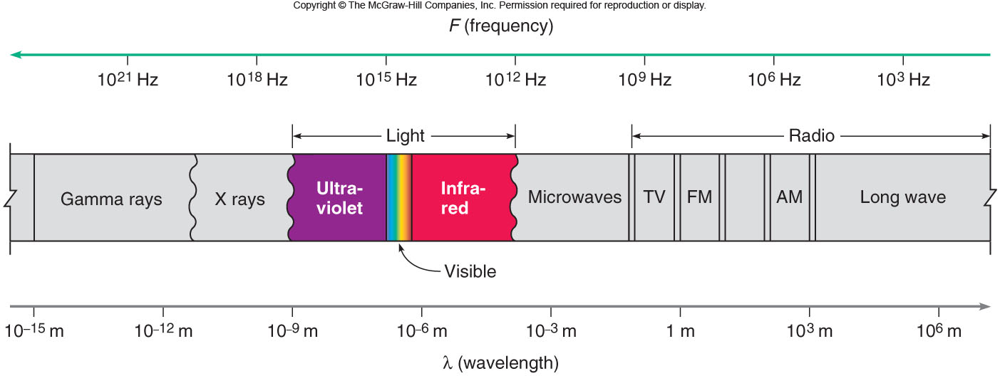 Copyright © The McGraw-Hill Companies, Inc. Permission required for reproduction or display.
F (frequency)
10²¹ Hz 10¹⁸ Hz 10¹⁵ Hz 10¹² Hz 10⁹ Hz 10⁶ Hz 10³ Hz
Light Radio
Gamma rays X rays Ultra-violet Infra-red Microwaves TV FM AM Long wave
Visible
10⁻¹⁵ m 10⁻¹² m 10⁻⁹ m 10⁻⁶ m 10⁻³ m 1 m 10³ m 10⁶ m
λ (wavelength)